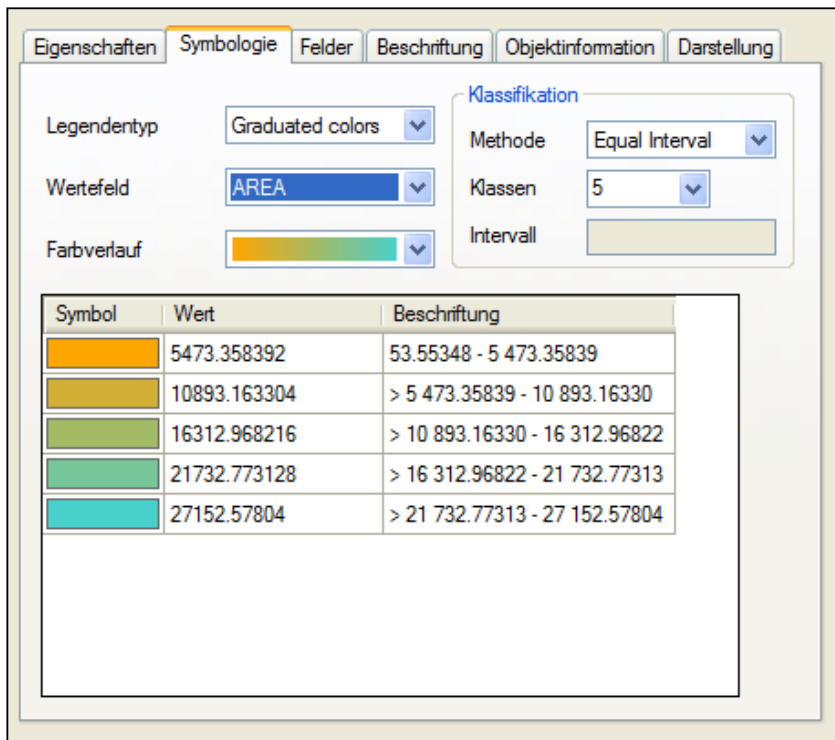 Eigenschaften Symbologie Felder Beschriftung Objektinformation Darstellung
Legendentyp Graduated colors
Wertefeld AREA
Farbverlauf
Klassifikation
Methode Equal Interval
Klassen 5
Intervall
Symbol Wert Beschriftung
5473.358392 53.55348 - 5 473.35839
10893.163304 > 5 473.35839 - 10 893.16330
16312.968216 > 10 893.16330 - 16 312.96822
21732.773128 > 16 312.96822 - 21 732.77313
27152.57804 > 21 732.77313 - 27 152.57804